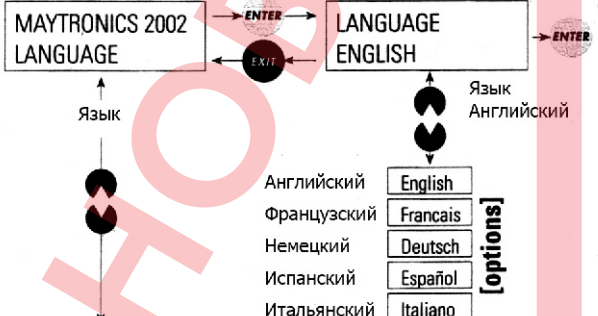 MAYTRONICS 2002
LANGUAGE
ENTER
EXIT
LANGUAGE
ENGLISH
ENTER
Язык
Язык
Английский
Английский English
Французский Francais
Немецкий Deutsch
Испанский Español
Итальянский Italiano
[options]
НОВ